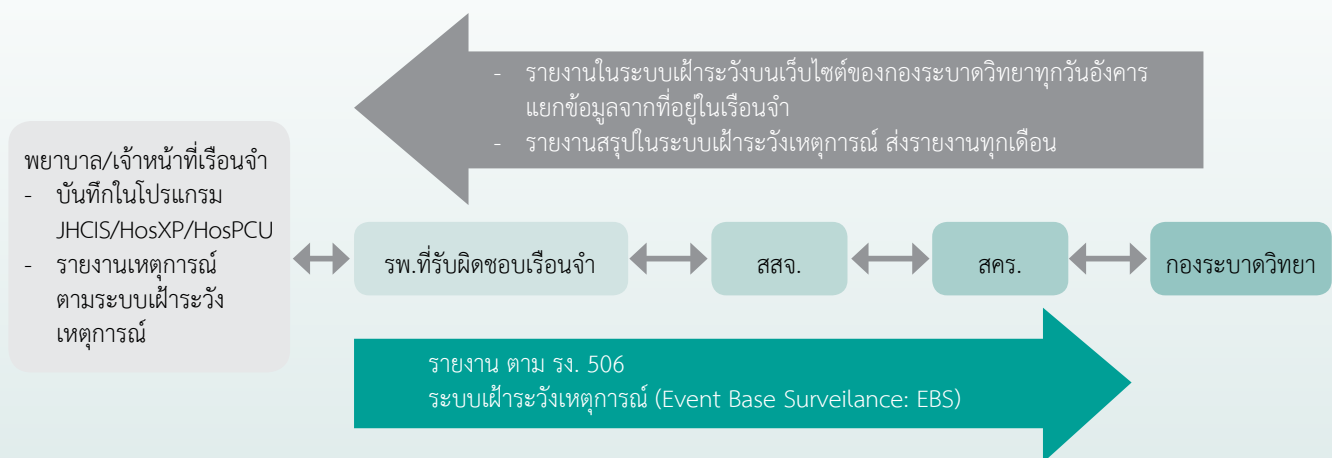 - รายงานในระบบเฝ้าระวังบนเว็บไซต์ของกองระบาดวิทยาทุกวันอังคาร
แยกข้อมูลจากที่อยู่ในเรือนจำ
- รายงานสรุปในระบบเฝ้าระวังเหตุการณ์ ส่งรายงานทุกเดือน
พยาบาล/เจ้าหน้าที่เรือนจำ
- บันทึกในโปรแกรม
JHCIS/HosXP/HosPCU
- รายงานเหตุการณ์
ตามระบบเฝ้าระวัง
เหตุการณ์
รพ.ที่รับผิดชอบเรือนจำ
สสจ.
สคร.
กองระบาดวิทยา
รายงาน ตาม รง. 506
ระบบเฝ้าระวังเหตุการณ์ (Event Base Surveilance: EBS)